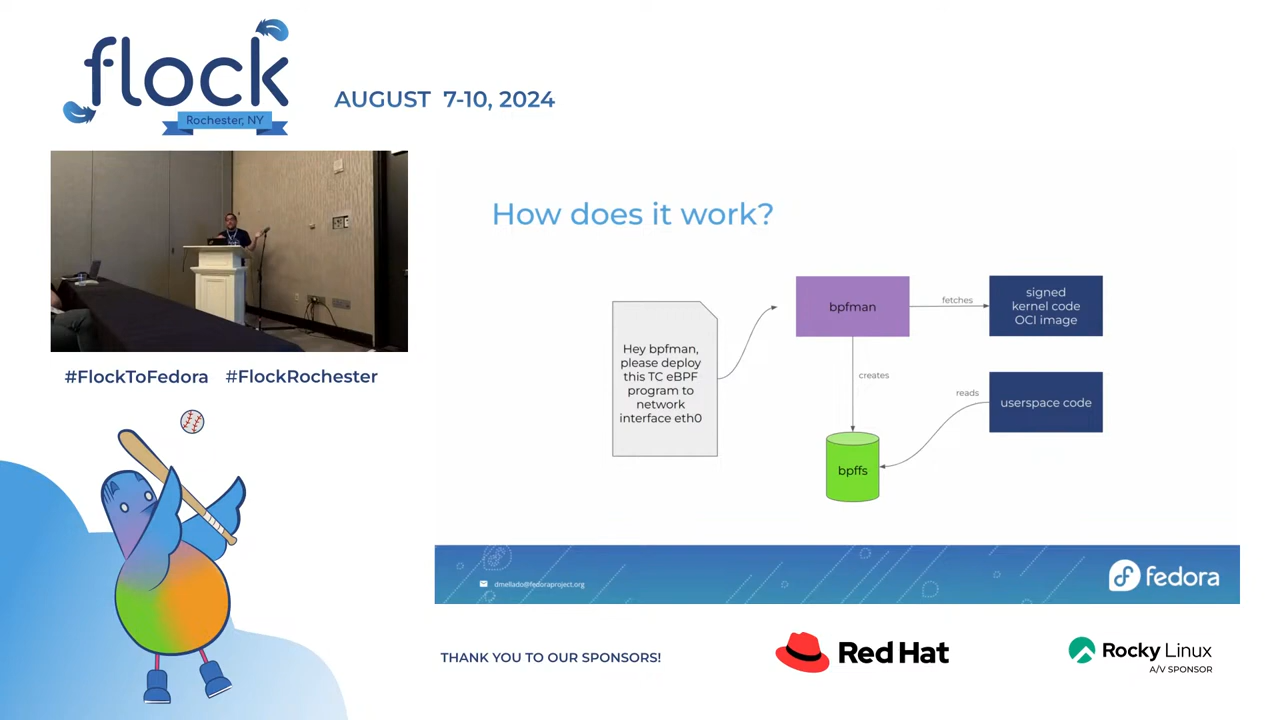 flock
Rochester, NY
AUGUST 7-10, 2024
#FlockToFedora #FlockRochester
How does it work?
Hey bpfman,
please deploy
this TC eBPF
program to
network
interface eth0
bpfman
fetches
signed
kernel code
OCI image
creates
reads
userspace code
bpffs
dmellado@fedoraproject.org
fedora
THANK YOU TO OUR SPONSORS!
Red Hat
Rocky Linux
A/V SPONSOR